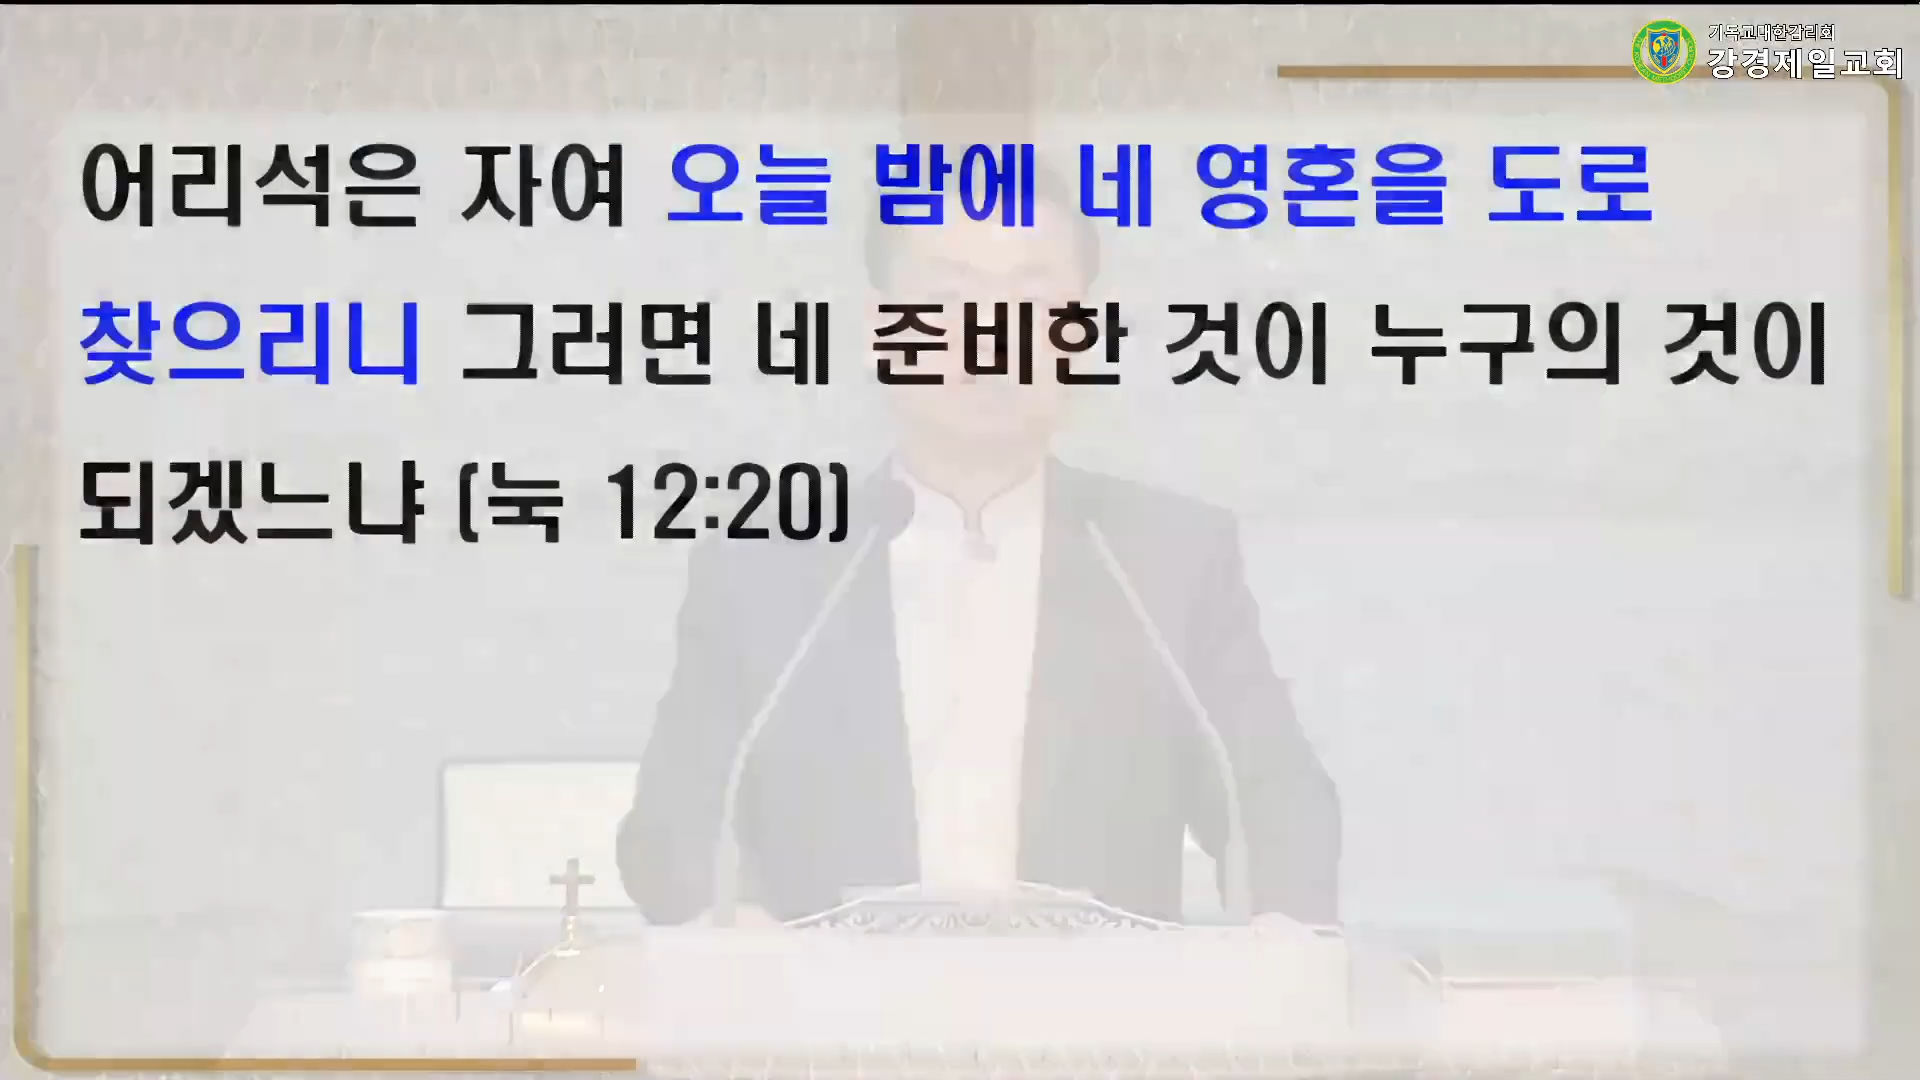 기독교대한감리회
강경제일교회
어리석은 자여 오늘 밤에 네 영혼을 도로
찾으리니 그러면 네 준비한 것이 누구의 것이
되겠느냐 (눅 12:20)